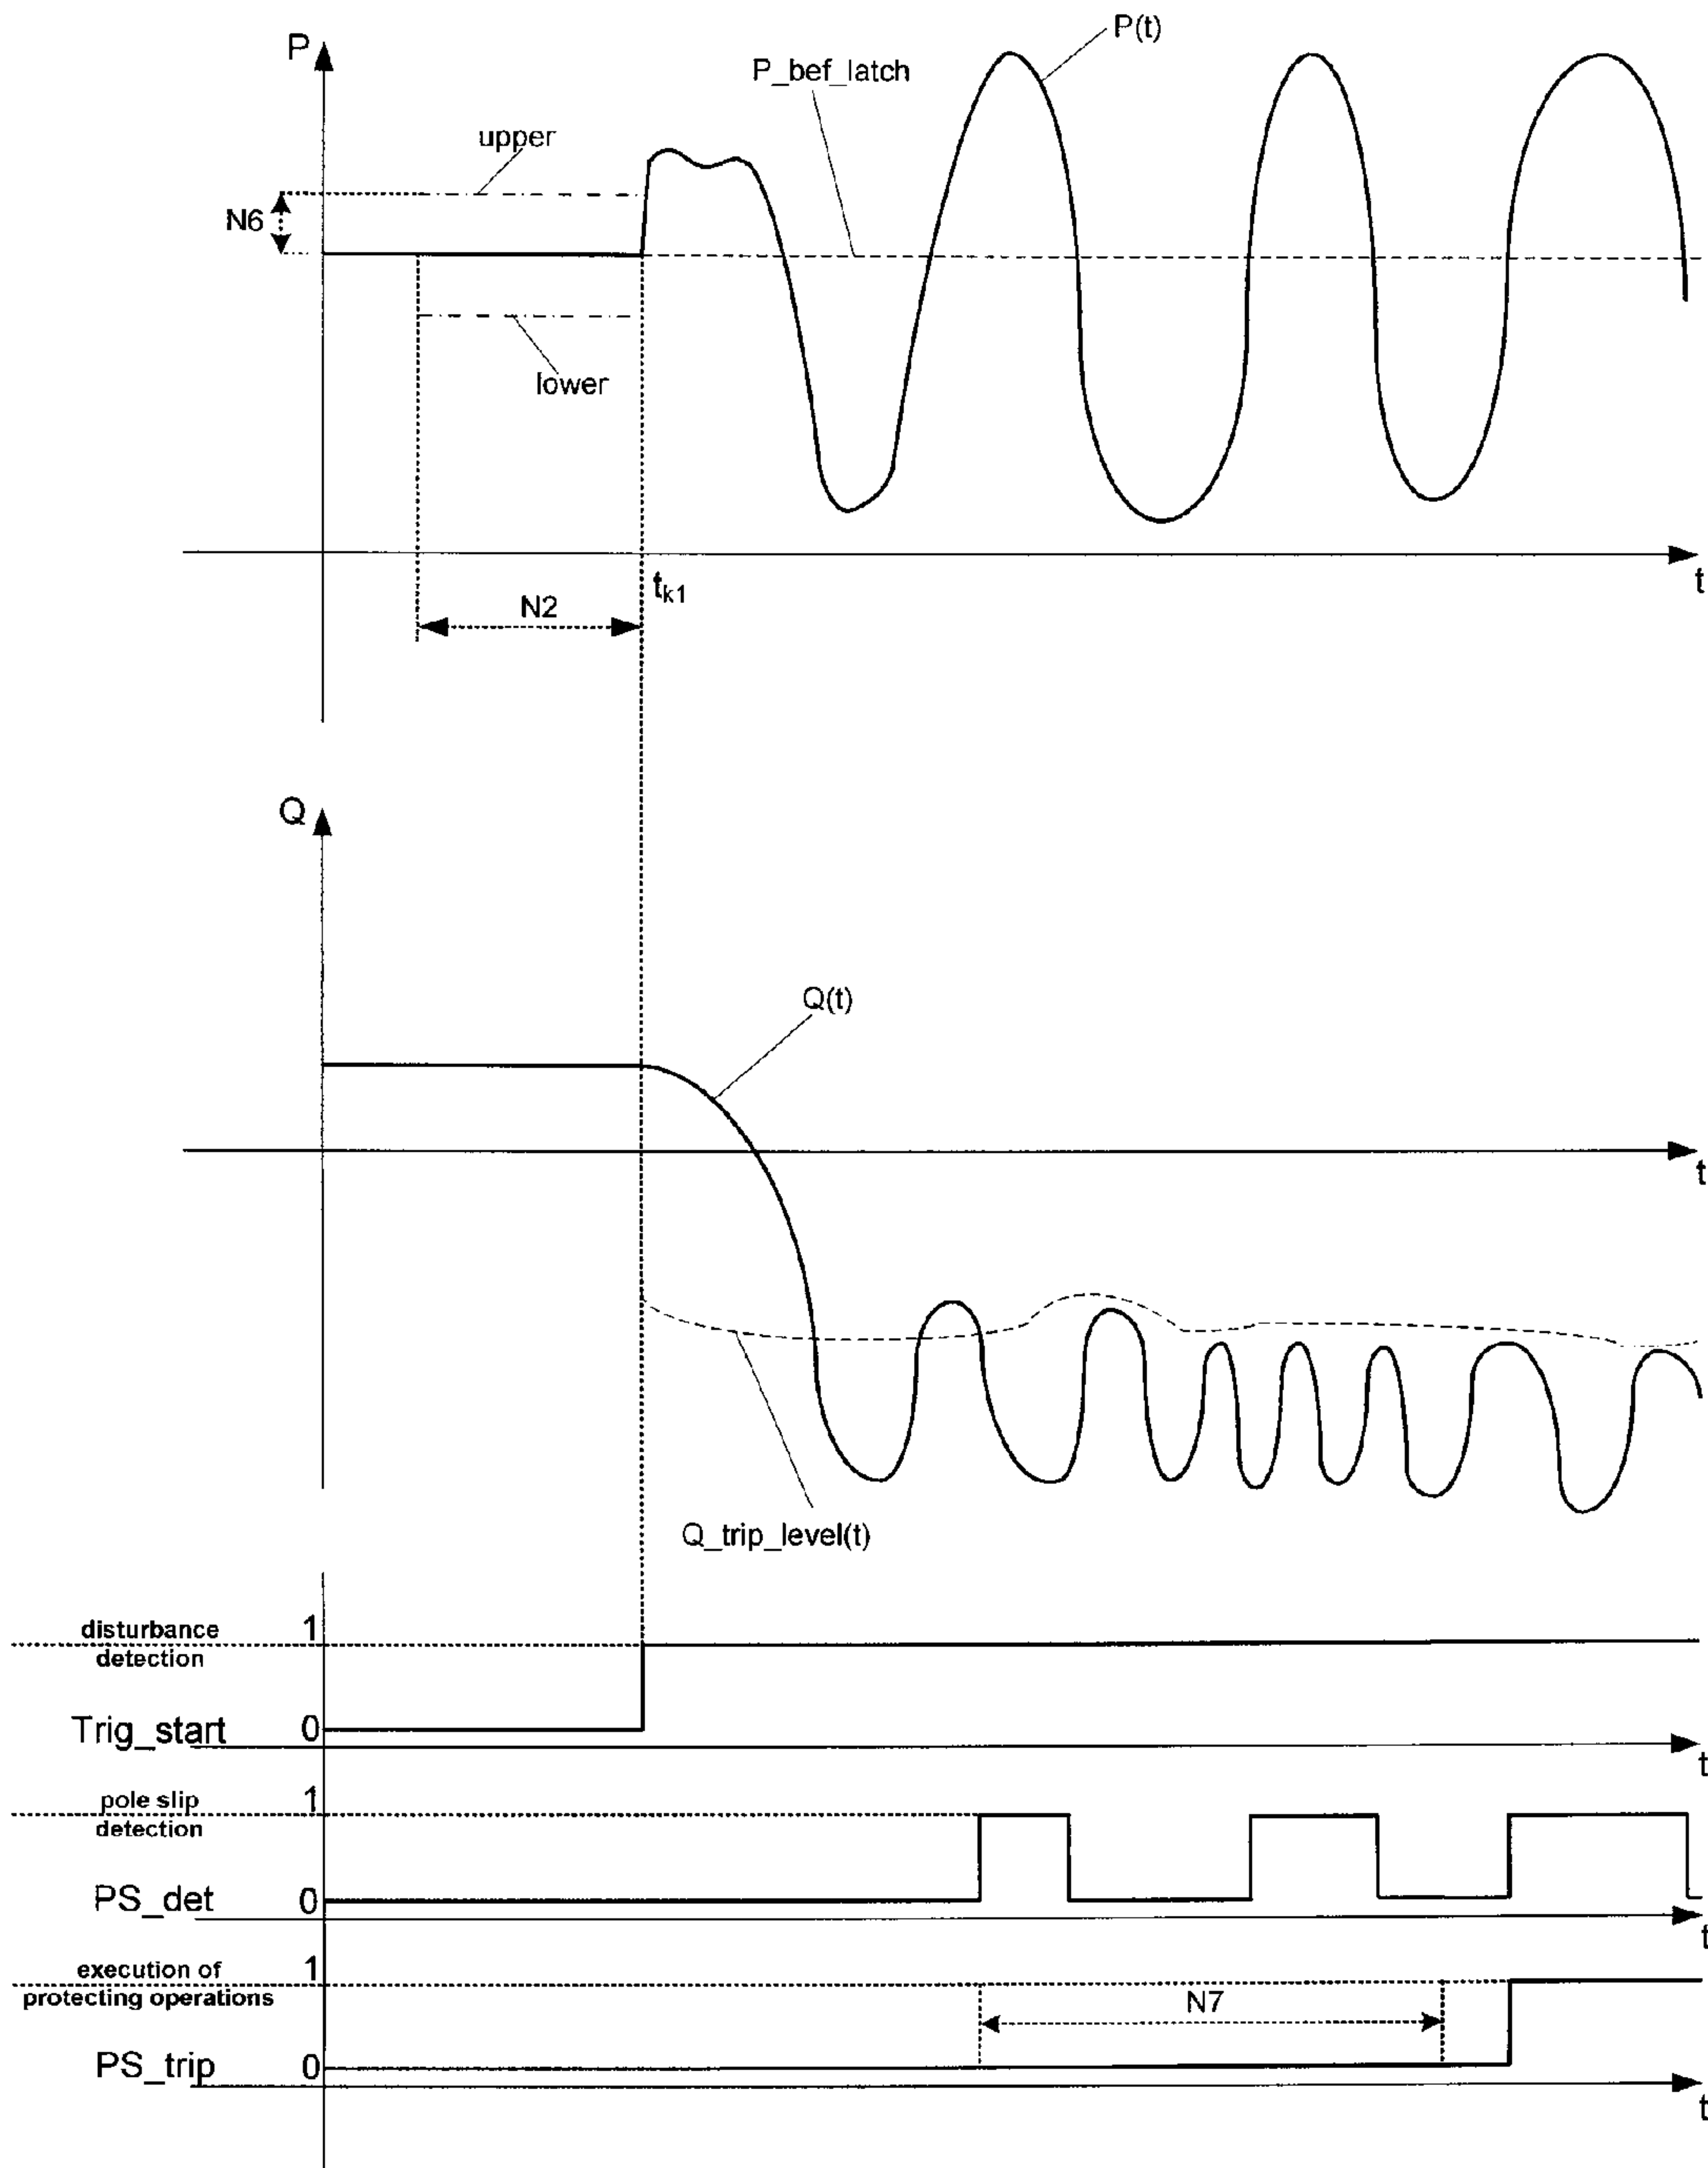 P
P(t)
P_bef_latch
upper
N6
lower
t
tk1
N2
Q
Q(t)
t
Q_trip_level(t)
disturbance
detection
1
Trig_start
0
t
pole slip
detection
1
PS_det
0
t
execution of
protecting operations
1
N7
PS_trip
0
t